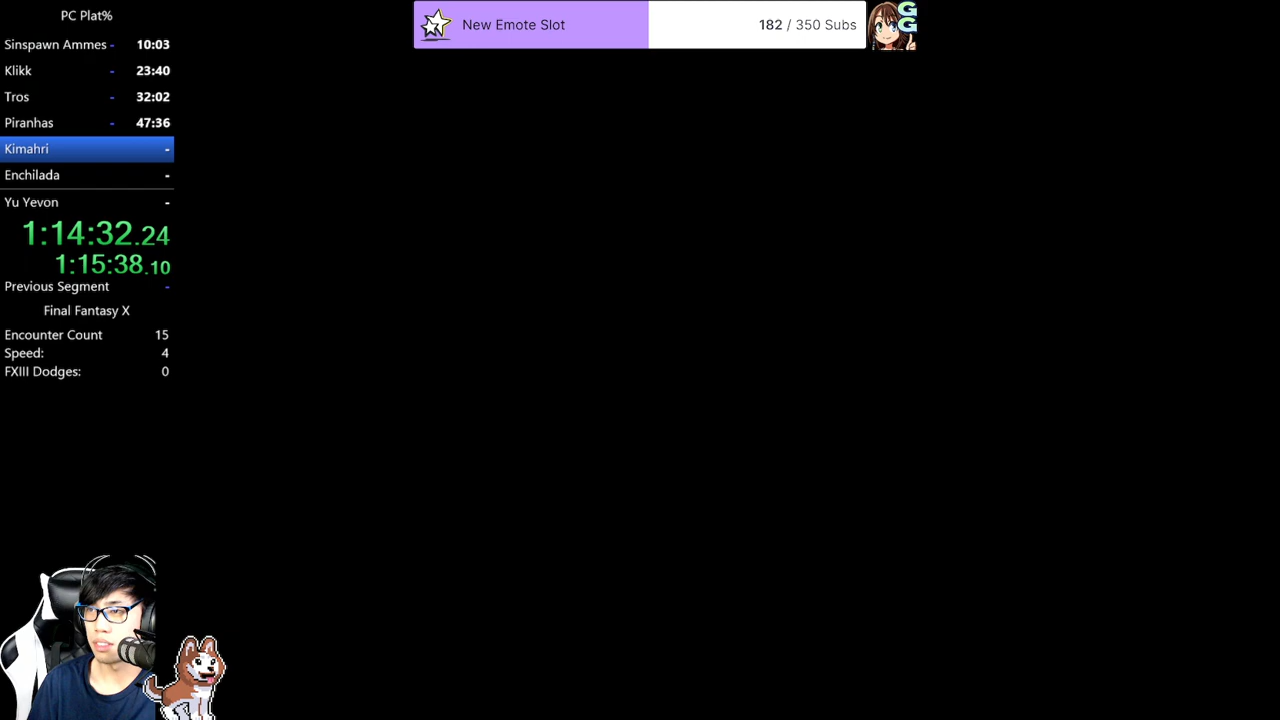 PC Plat%
Sinspawn Ammes - 10:03
Klikk - 23:40
Tros - 32:02
Piranhas - 47:36
Kimahri -
Enchilada -
Yu Yevon -
1:14:32.24
1:15:38.10
Previous Segment -
Final Fantasy X
Encounter Count 15
Speed: 4
FXIII Dodges: 0
New Emote Slot 182 / 350 Subs
GG